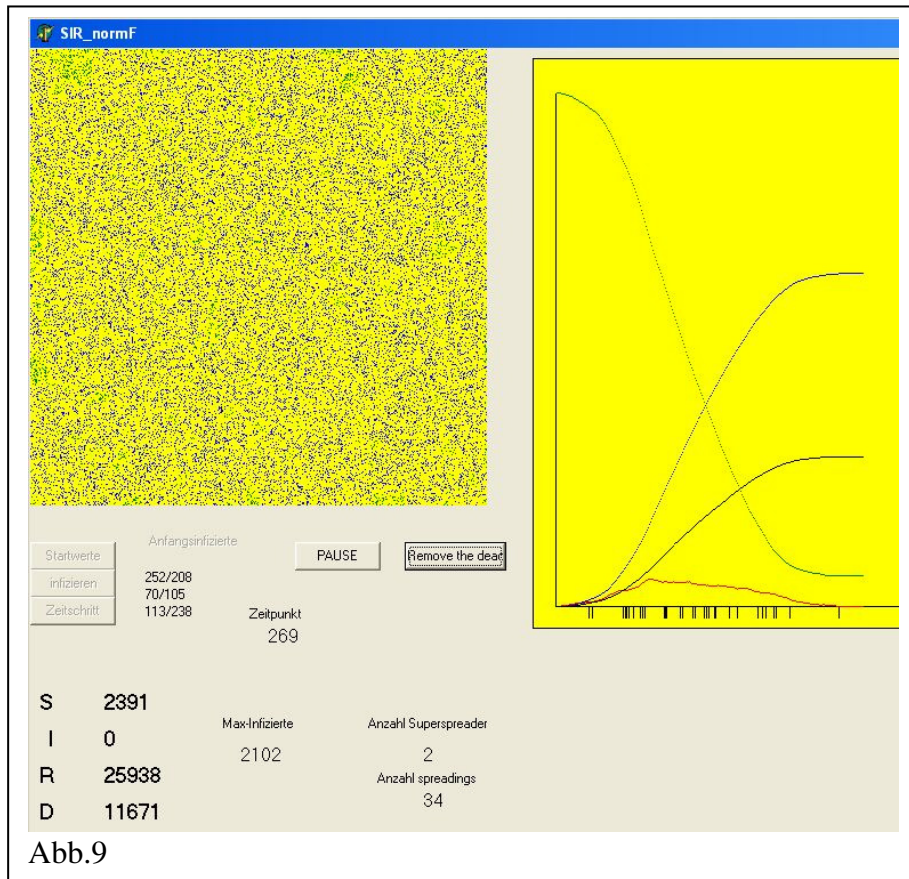 SIR_normF
Anfangsinfizierte
Startwerte
infizieren
Zeitschritt
252/208
70/105
113/238
PAUSE
Remove the dead
Zeitpunkt
269
S 2391
I 0
R 25938
D 11671
Max-Infizierte
2102
Anzahl Superspreader
2
Anzahl spreadings
34
Abb.9